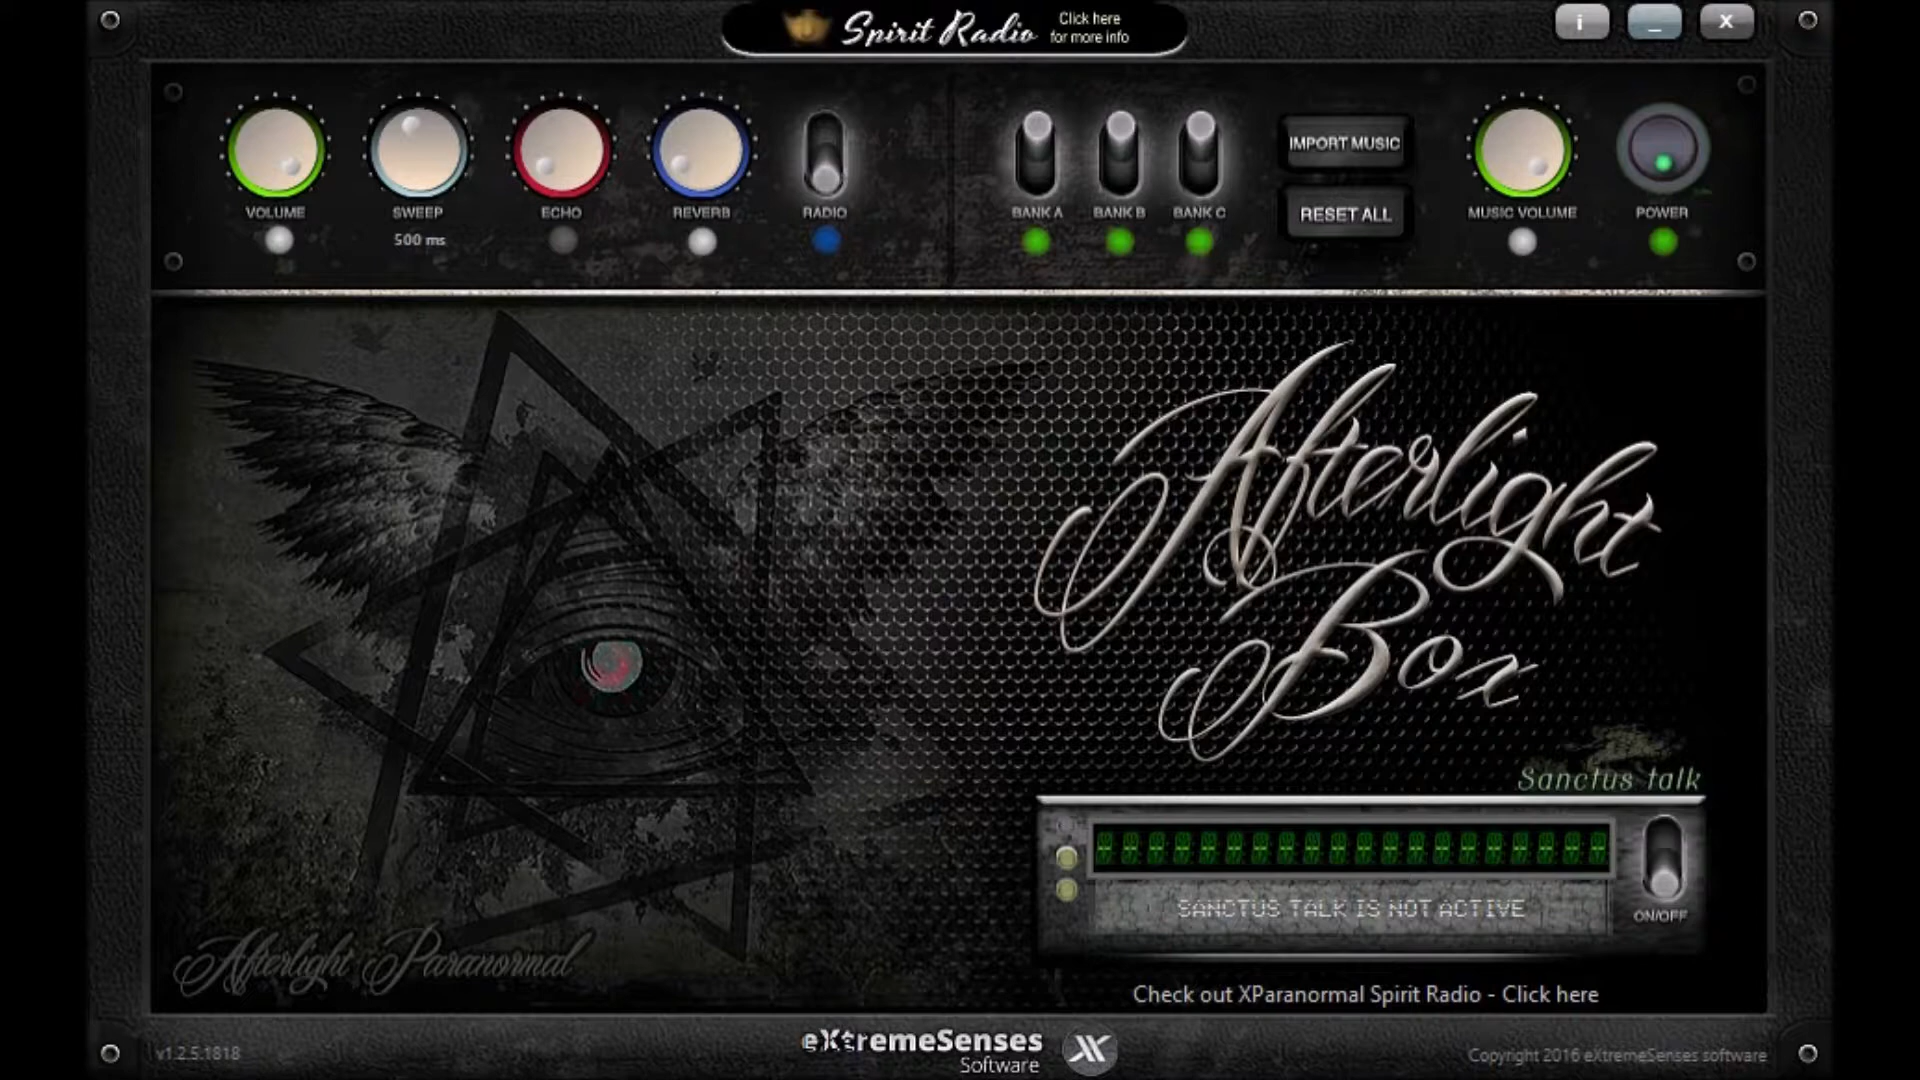 Spirit Radio Click here
for more info
i _ X
VOLUME SWEEP ECHO REVERB RADIO BANK A BANK B BANK C IMPORT MUSIC RESET ALL MUSIC VOLUME POWER
500 ms
Afterlight
Box
Sanctus talk
SANCTUS TALK IS NOT ACTIVE
ON/OFF
Afterlight Paranormal
Check out XParanormal Spirit Radio - Click here
eXtremeSenses
Software
v1.2.5.1818
Copyright 2016 eXtremeSenses software